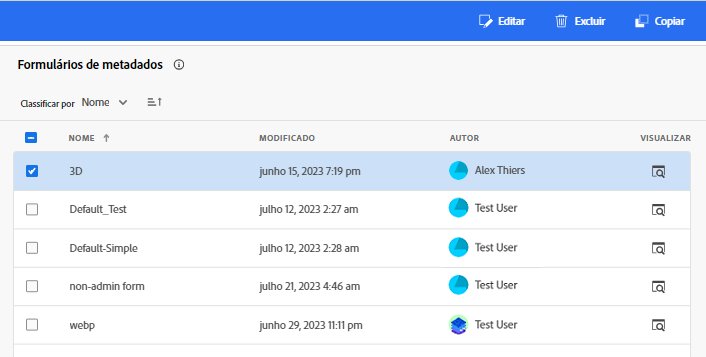 Editar Excluir Copiar
Formulários de metadados
Classificar por Nome
NOME MODIFICADO AUTOR VISUALIZAR
3D junho 15, 2023 7:19 pm Alex Thiers
Default_Test julho 12, 2023 2:27 am Test User
Default-Simple julho 12, 2023 2:28 am Test User
non-admin form julho 21, 2023 4:46 am Test User
webp junho 29, 2023 11:11 pm Test User